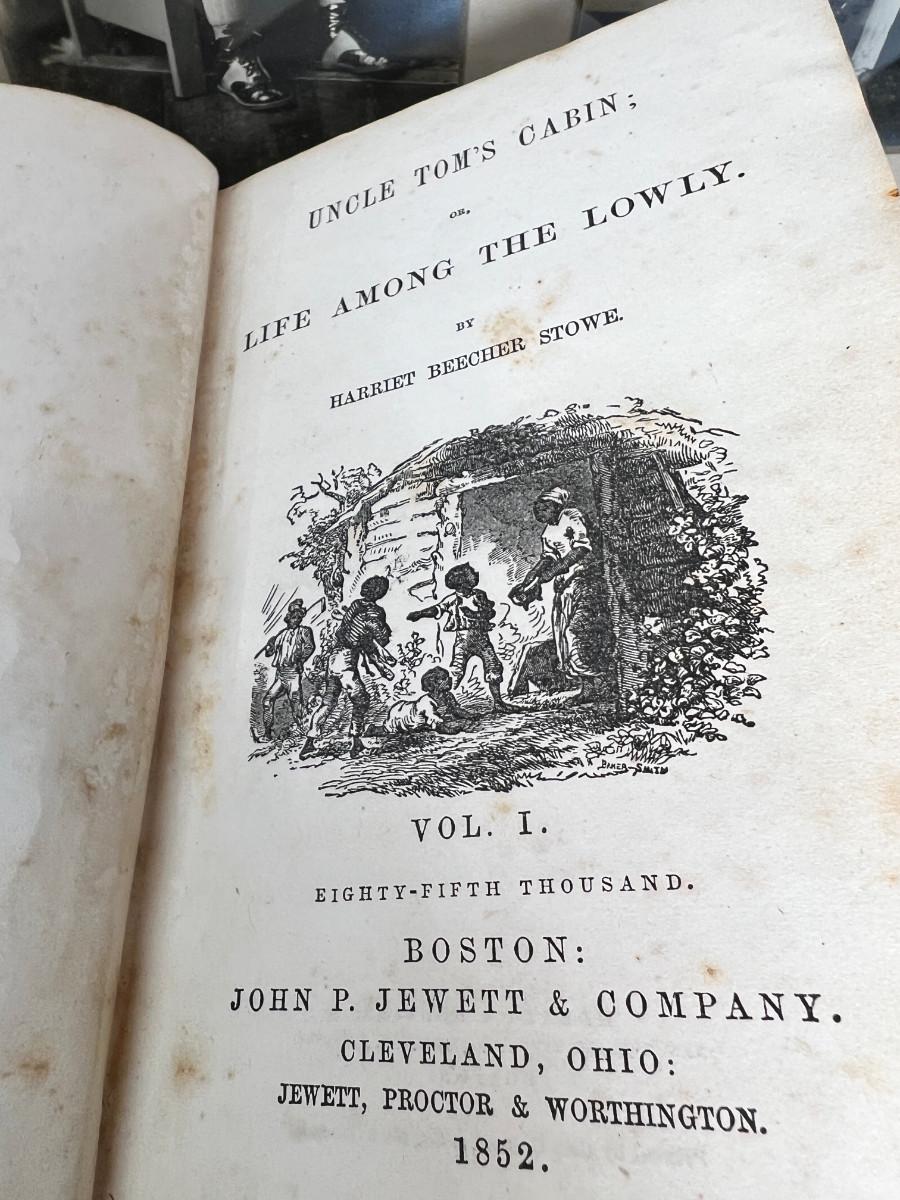 UNCLE TOM'S CABIN;
OR,
LIFE AMONG THE LOWLY.
BY
HARRIET BEECHER STOWE.
BAKER-SMITH
VOL. I.
EIGHTY-FIFTH THOUSAND.
BOSTON:
JOHN P. JEWETT & COMPANY.
CLEVELAND, OHIO:
JEWETT, PROCTOR & WORTHINGTON.
1852.